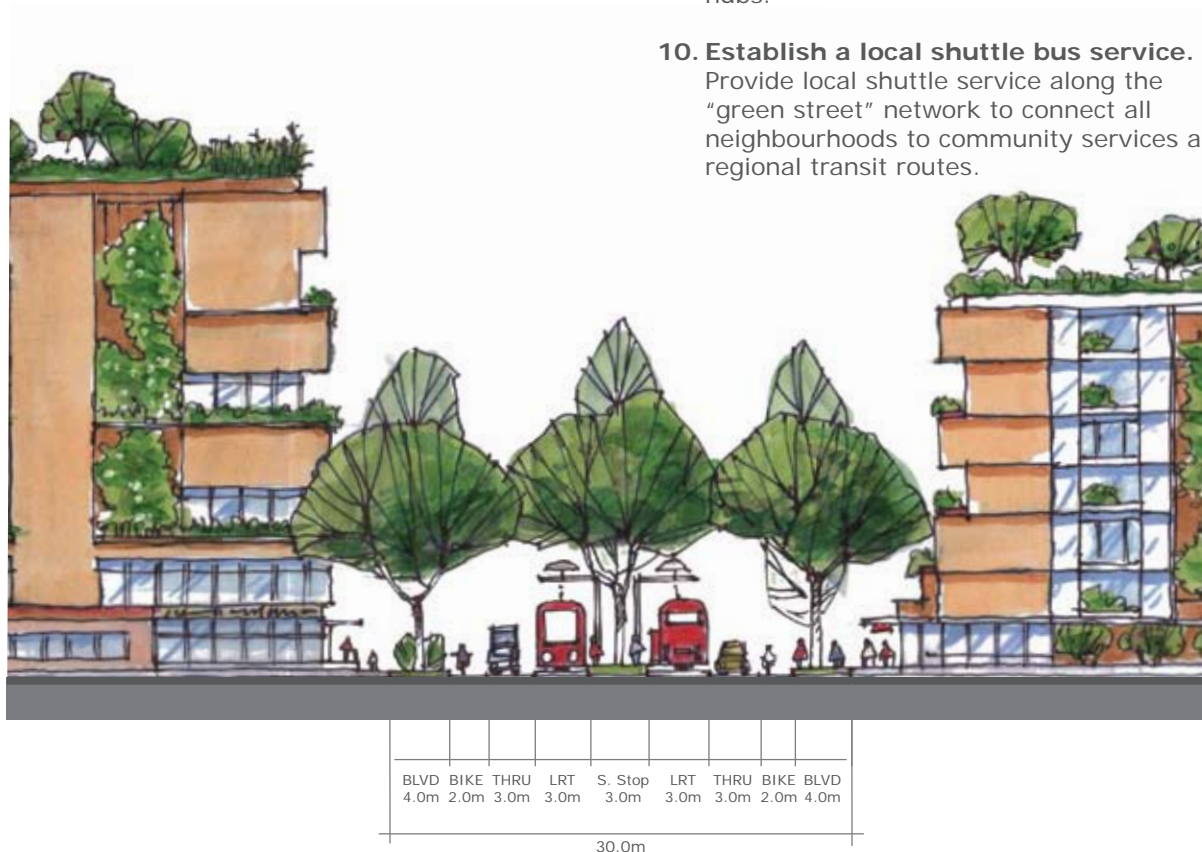 hubs.
10. Establish a local shuttle bus service.
Provide local shuttle service along the
“green street” network to connect all
neighbourhoods to community services a
regional transit routes.
BLVD BIKE THRU LRT S. Stop LRT THRU BIKE BLVD
4.0m 2.0m 3.0m 3.0m 3.0m 3.0m 3.0m 2.0m 4.0m
30.0m